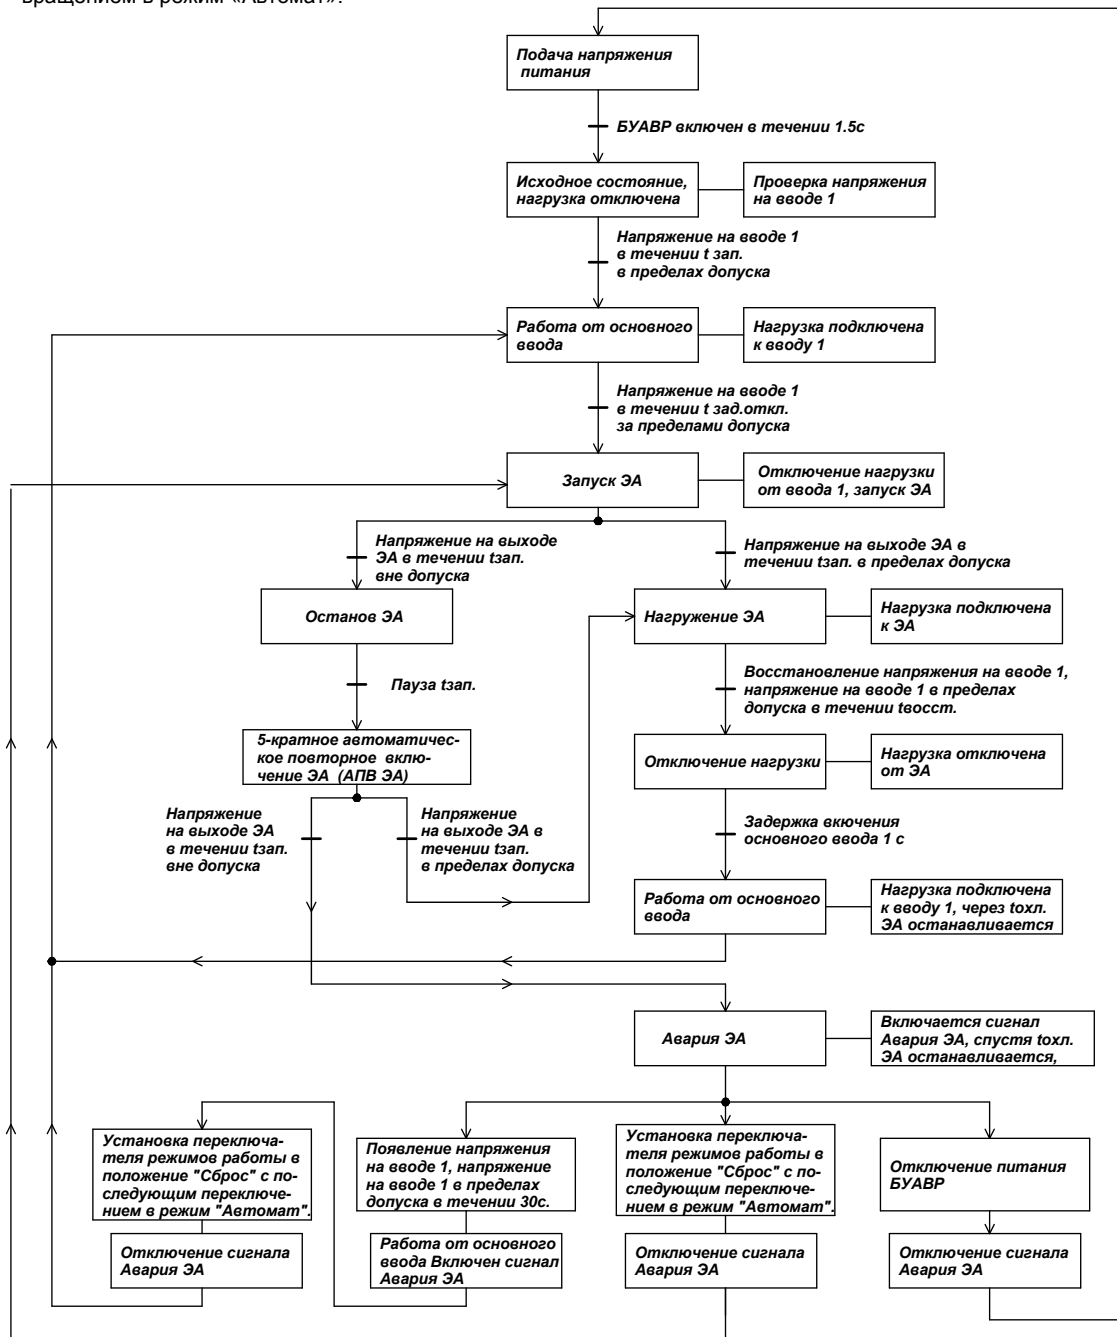 вращением в режим «Автомат».
Подача напряжения
питания
БУАВР включен в течении 1.5с
Исходное состояние,
нагрузка отключена
Проверка напряжения
на вводе 1
Напряжение на вводе 1
в течении t зап.
в пределах допуска
Работа от основного
ввода
Нагрузка подключена
к вводу 1
Напряжение на вводе 1
в течении t зад.откл.
за пределами допуска
Запуск ЭА
Отключение нагрузки
от ввода 1, запуск ЭА
Напряжение на выходе
ЭА в течении tзап.
вне допуска
Напряжение на выходе ЭА в
течении tзап. в пределах допуска
Останов ЭА
Нагружение ЭА
Нагрузка подключена
к ЭА
Пауза tзап.
Восстановление напряжения на вводе 1,
напряжение на вводе 1 в пределах
допуска в течении tвосст.
5-кратное автоматичес-
кое повторное вклю-
чение ЭА (АПВ ЭА)
Отключение нагрузки
Нагрузка отключена
от ЭА
Напряжение
на выходе ЭА
в течении tзап.
вне допуска
Напряжение
на выходе ЭА в
течении tзап.
в пределах допуска
Задержка вкючения
основного ввода 1 с
Работа от основного
ввода
Нагрузка подключена
к вводу 1, через tохл.
ЭА останавливается
Авария ЭА
Включается сигнал
Авария ЭА, спустя tохл.
ЭА останавливается,
Установка переключа-
теля режимов работы в
положение "Сброс" с по-
следующим переключе-
нием в режим "Автомат".
Появление напряжения
на вводе 1, напряжение
на вводе 1 в пределах
допуска в течении 30с.
Установка переключа-
теля режимов работы в
положение "Сброс" с по-
следующим переключе-
нием в режим "Автомат".
Отключение питания
БУАВР
Отключение сигнала
Авария ЭА
Работа от основного
ввода Включен сигнал
Авария ЭА
Отключение сигнала
Авария ЭА
Отключение сигнала
Авария ЭА